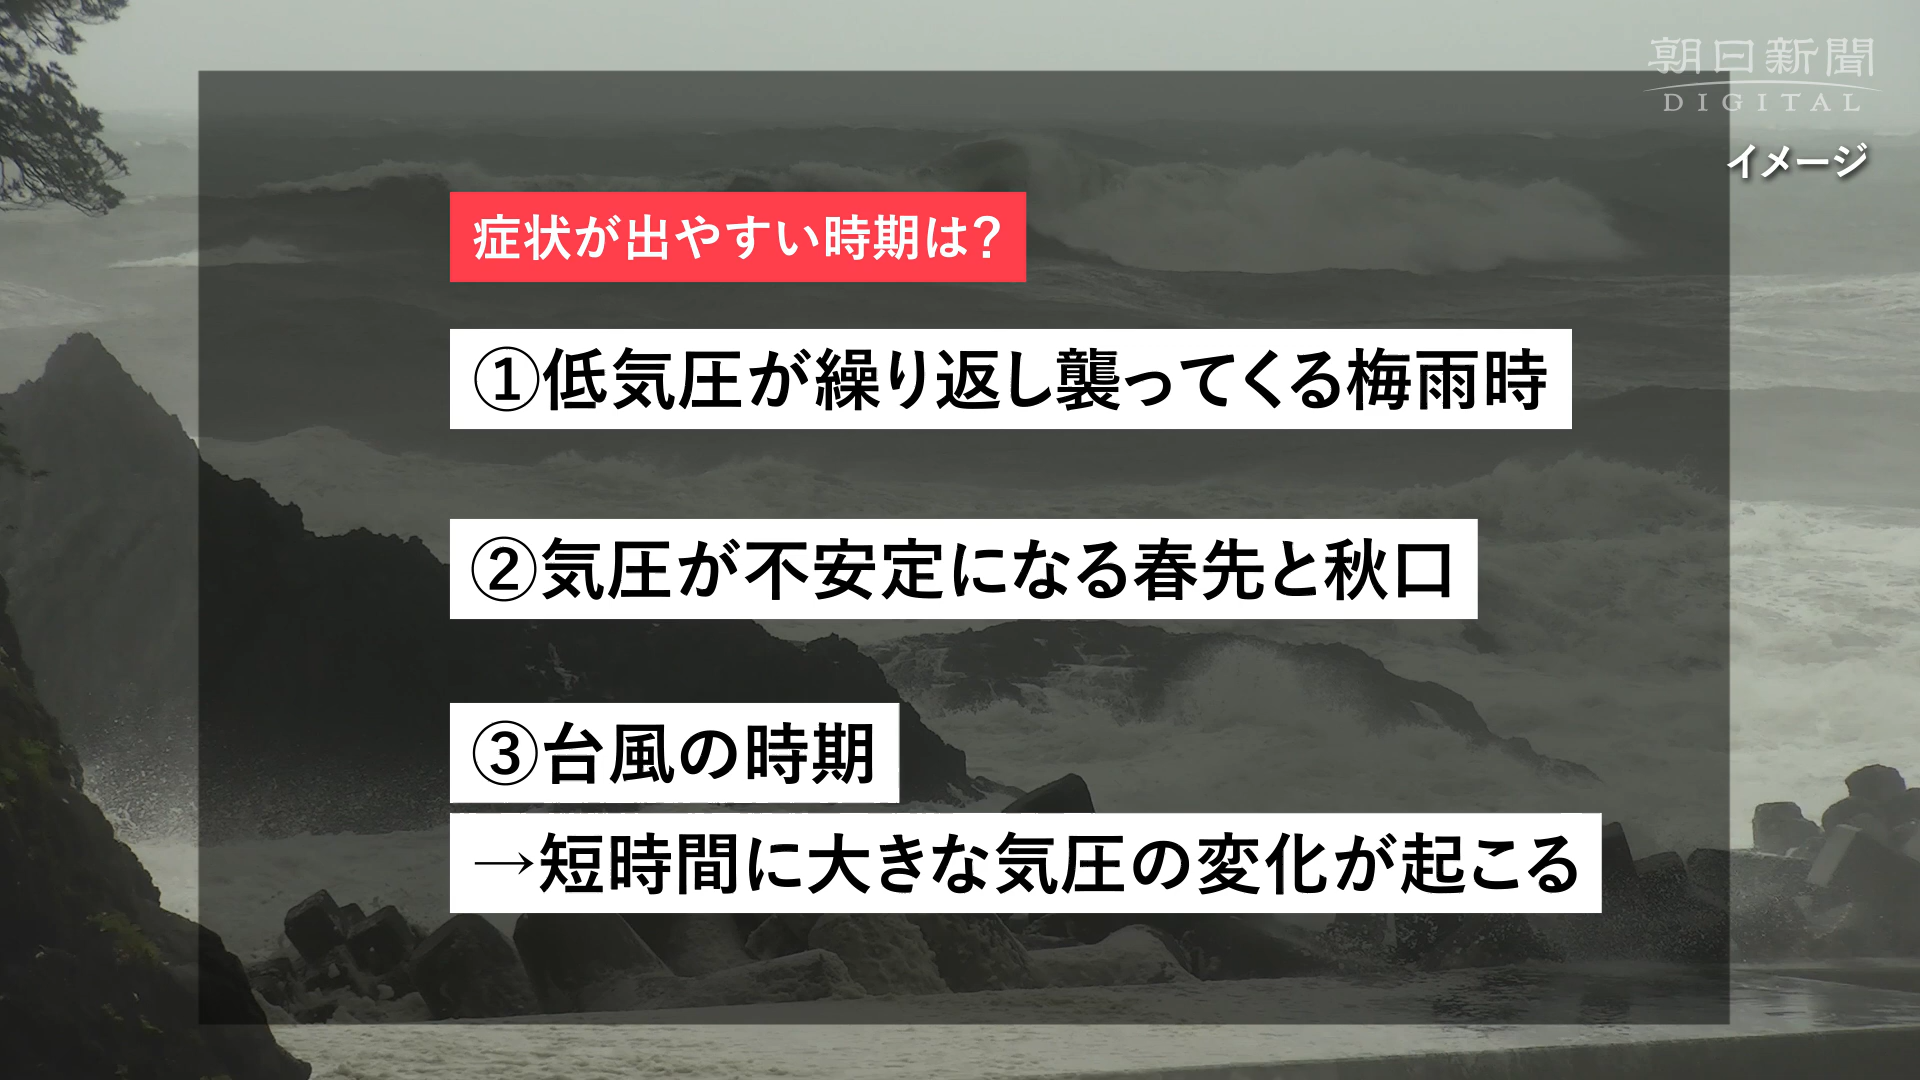 朝日新聞
DIGITAL
イメージ
症状が出やすい時期は？
①低気圧が繰り返し襲ってくる梅雨時
②気圧が不安定になる春先と秋口
③台風の時期
→短時間に大きな気圧の変化が起こる